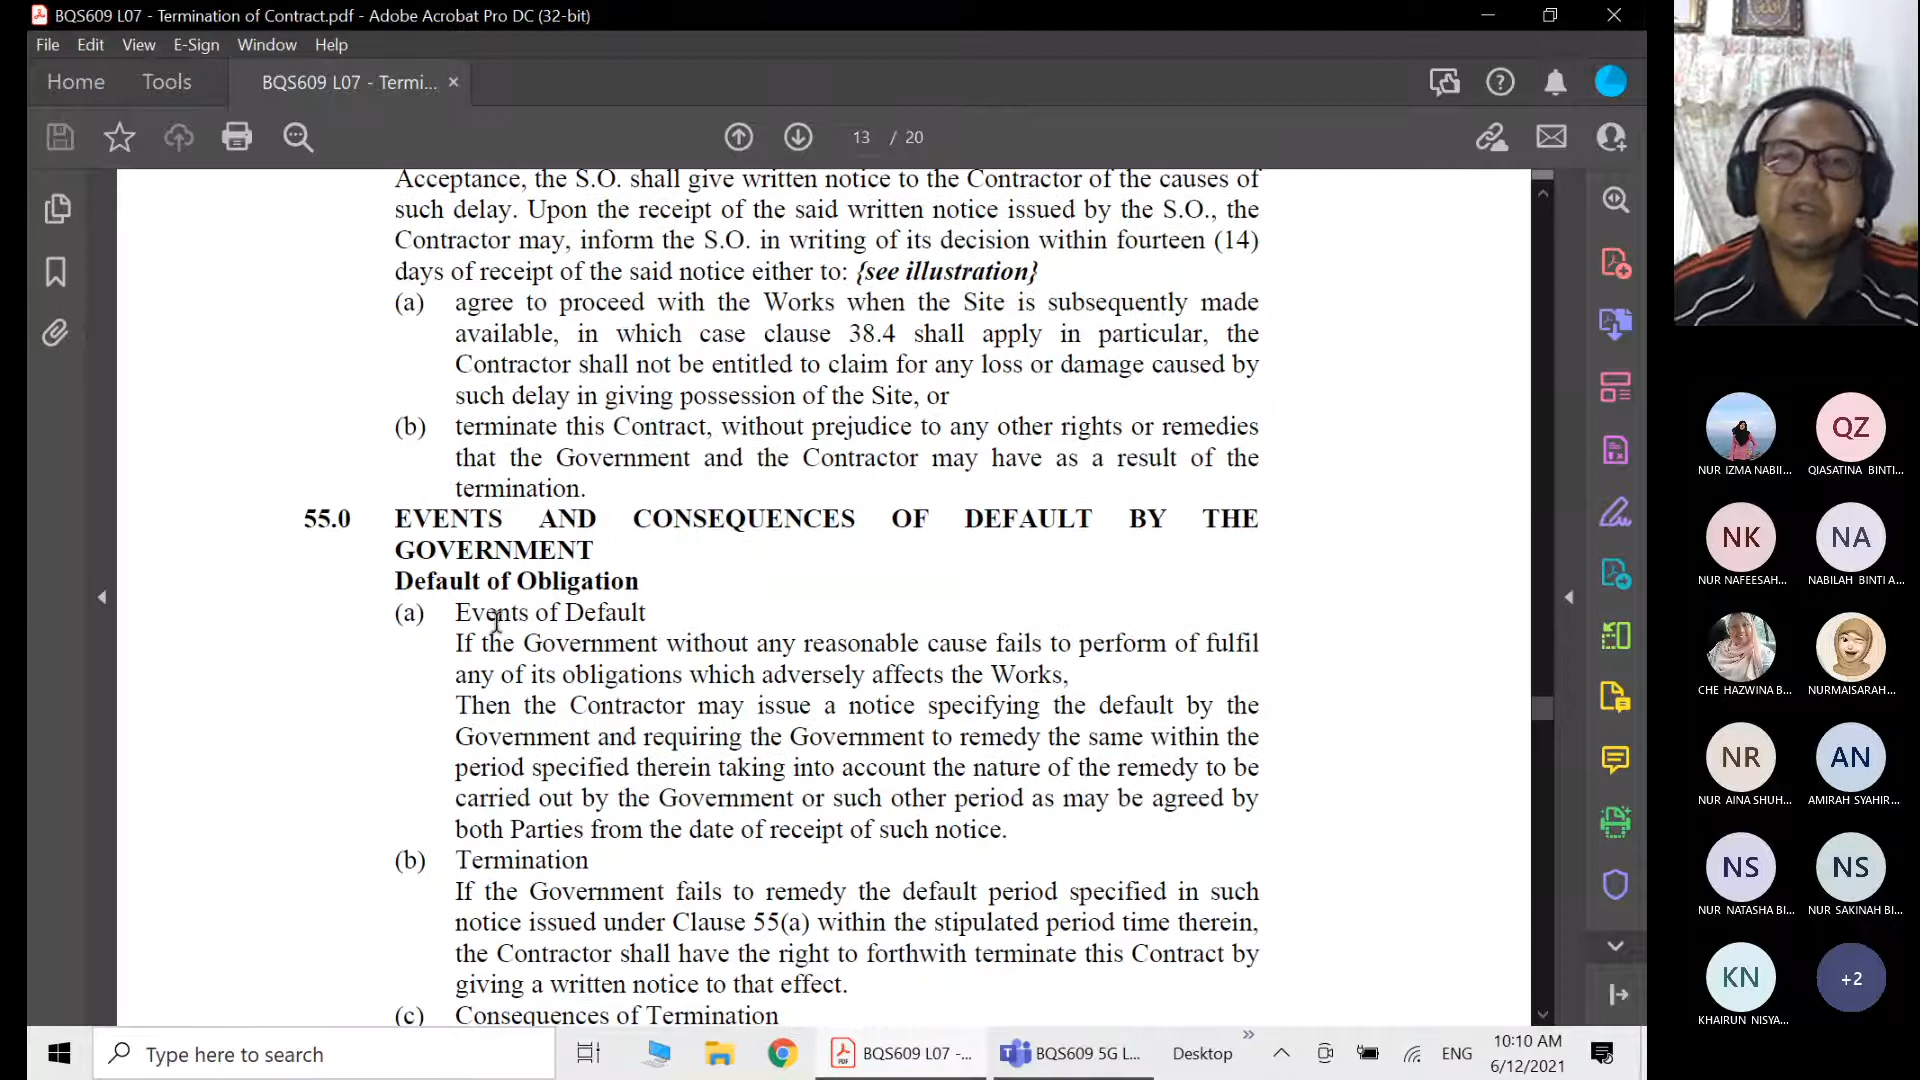 BQS609 L07 - Termination of Contract.pdf - Adobe Acrobat Pro DC (32-bit)
File Edit View E-Sign Window Help
Home Tools BQS609 L07 - Termi... ×
13 / 20
Acceptance, the S.O. shall give written notice to the Contractor of the causes of
such delay. Upon the receipt of the said written notice issued by the S.O., the
Contractor may, inform the S.O. in writing of its decision within fourteen (14)
days of receipt of the said notice either to: {see illustration}
(a) agree to proceed with the Works when the Site is subsequently made
available, in which case clause 38.4 shall apply in particular, the
Contractor shall not be entitled to claim for any loss or damage caused by
such delay in giving possession of the Site, or
(b) terminate this Contract, without prejudice to any other rights or remedies
that the Government and the Contractor may have as a result of the
termination.
55.0 EVENTS AND CONSEQUENCES OF DEFAULT BY THE
GOVERNMENT
Default of Obligation
(a) Events of Default
If the Government without any reasonable cause fails to perform of fulfil
any of its obligations which adversely affects the Works,
Then the Contractor may issue a notice specifying the default by the
Government and requiring the Government to remedy the same within the
period specified therein taking into account the nature of the remedy to be
carried out by the Government or such other period as may be agreed by
both Parties from the date of receipt of such notice.
(b) Termination
If the Government fails to remedy the default period specified in such
notice issued under Clause 55(a) within the stipulated period time therein,
the Contractor shall have the right to forthwith terminate this Contract by
giving a written notice to that effect.
(c) Consequences of Termination
QZ
NUR IZMA NABII... QIASATINA BINTI...
NK NA
NUR NAFEESAH... NABILAH BINTI A...
CHE HAZWINA B... NURMAISARAH...
NR AN
NUR AINA SHUH... AMIRAH SYAHIR...
NS NS
NUR NATASHA BI... NUR SAKINAH BI...
KN +2
KHAIRUN NISYA...
Type here to search
BQS609 L07 -... BQS609 5G L... Desktop » ENG 10:10 AM
6/12/2021